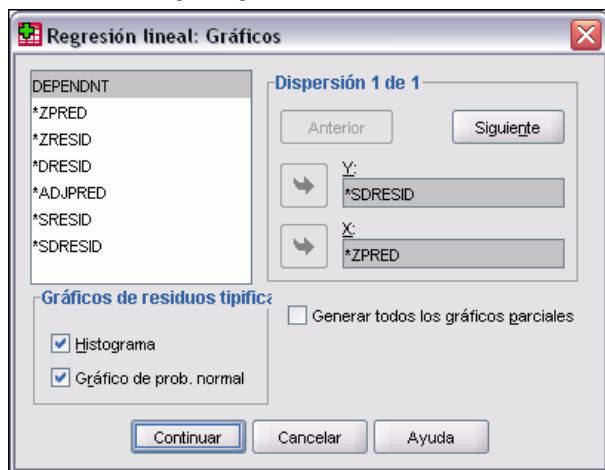 Regresión lineal: Gráficos
DEPENDNT
*ZPRED
*ZRESID
*DRESID
*ADJPRED
*SRESID
*SDRESID
Dispersión 1 de 1
Anterior
Siguiente
Y:
*SDRESID
X:
*ZPRED
Gráficos de residuos tipifica
Histograma
Gráfico de prob. normal
Generar todos los gráficos parciales
Continuar
Cancelar
Ayuda